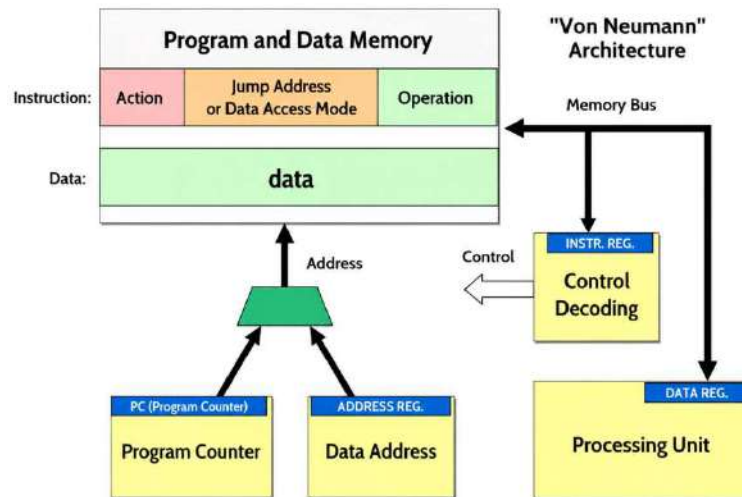 Program and Data Memory
"Von Neumann"
Architecture
Instruction:
Action
Jump Address
or Data Access Mode
Operation
Memory Bus
Data:
data
Address
Control
INSTR. REG.
Control
Decoding
PC (Program Counter)
Program Counter
ADDRESS REG.
Data Address
DATA REG.
Processing Unit